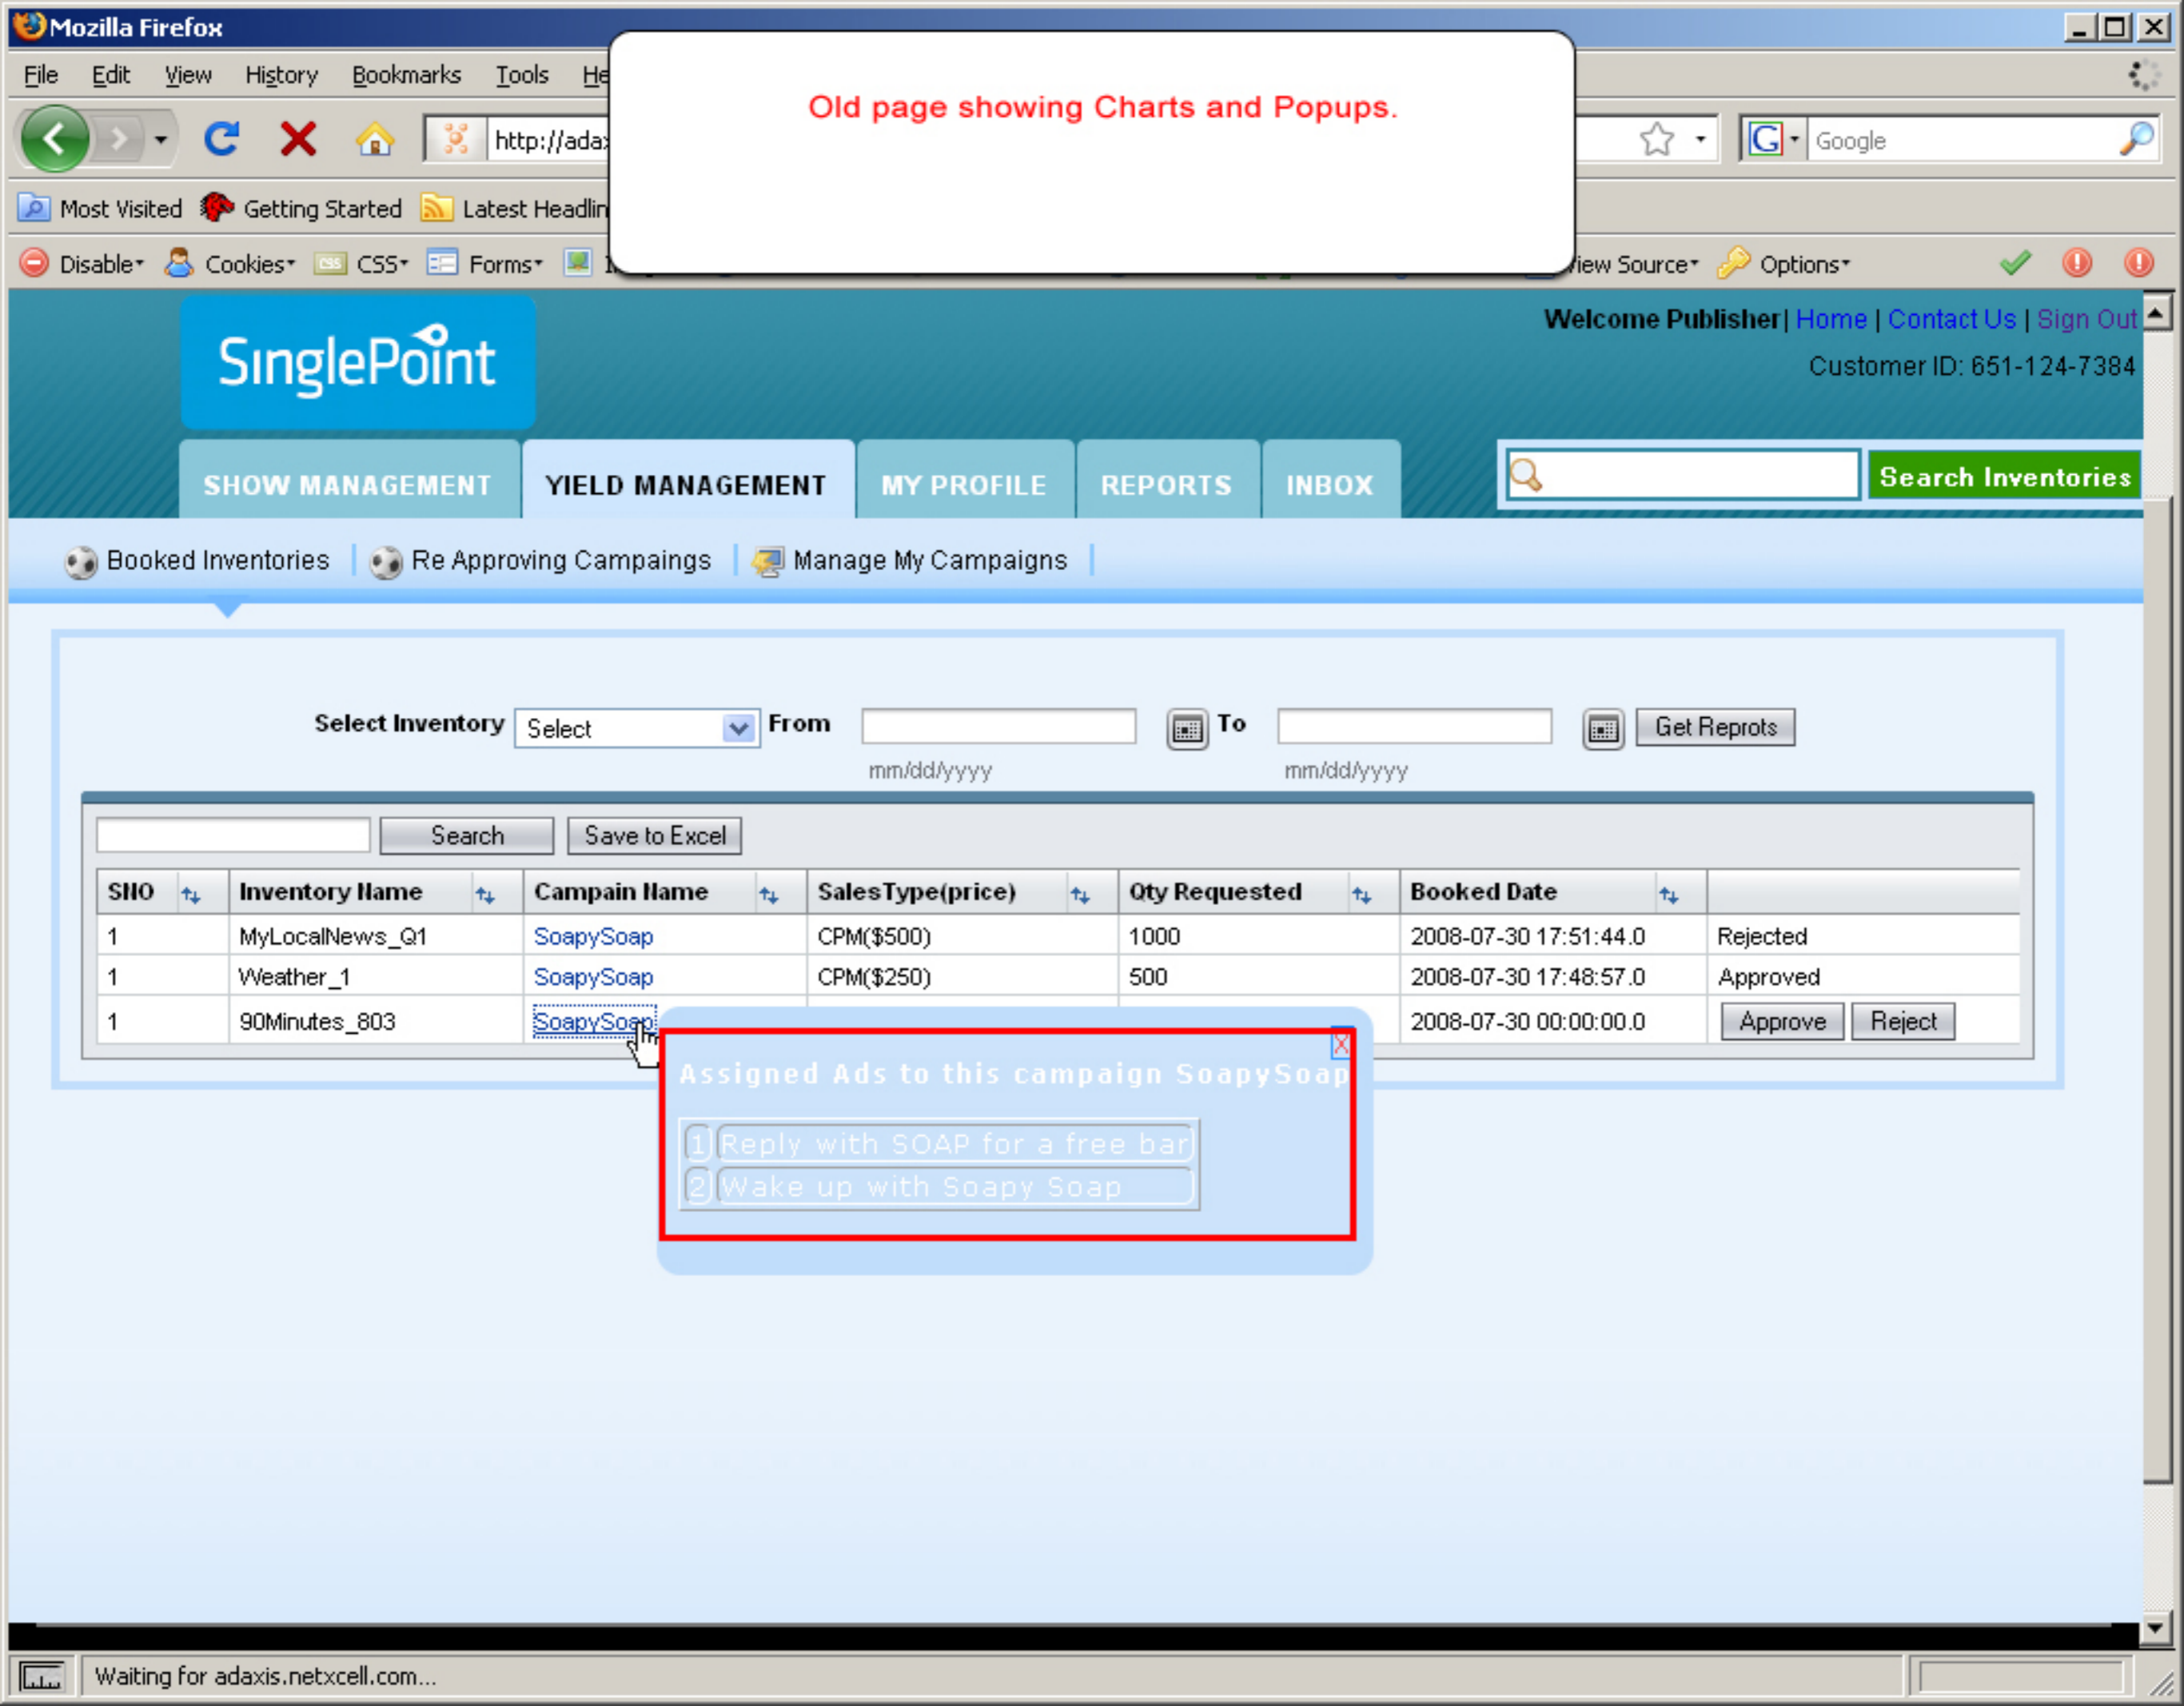 Mozilla Firefox
File Edit View History Bookmarks Tools He
Old page showing Charts and Popups.
http://adax
Google
Most Visited Getting Started Latest Headlin
Disable Cookies CSS Forms View Source Options
Welcome Publisher| Home | Contact Us | Sign Out
SinglePoint
Customer ID: 651-124-7384
SHOW MANAGEMENT YIELD MANAGEMENT MY PROFILE REPORTS INBOX Search Inventories
Booked Inventories Re Approving Campaings Manage My Campaigns
Select Inventory Select From To Get Reprots
mm/dd/yyyy mm/dd/yyyy
Search Save to Excel
SNO Inventory Name Campain Name SalesType(price) Qty Requested Booked Date
1 MyLocalNews_Q1 SoapySoap CPM($500) 1000 2008-07-30 17:51:44.0 Rejected
1 Weather_1 SoapySoap CPM($250) 500 2008-07-30 17:48:57.0 Approved
1 90Minutes_803 SoapySoap 2008-07-30 00:00:00.0 Approve Reject
X
Assigned Ads to this campaign SoapySoap
1 Reply with SOAP for a free bar
2 Wake up with Soapy Soap
Waiting for adaxis.netxcell.com...